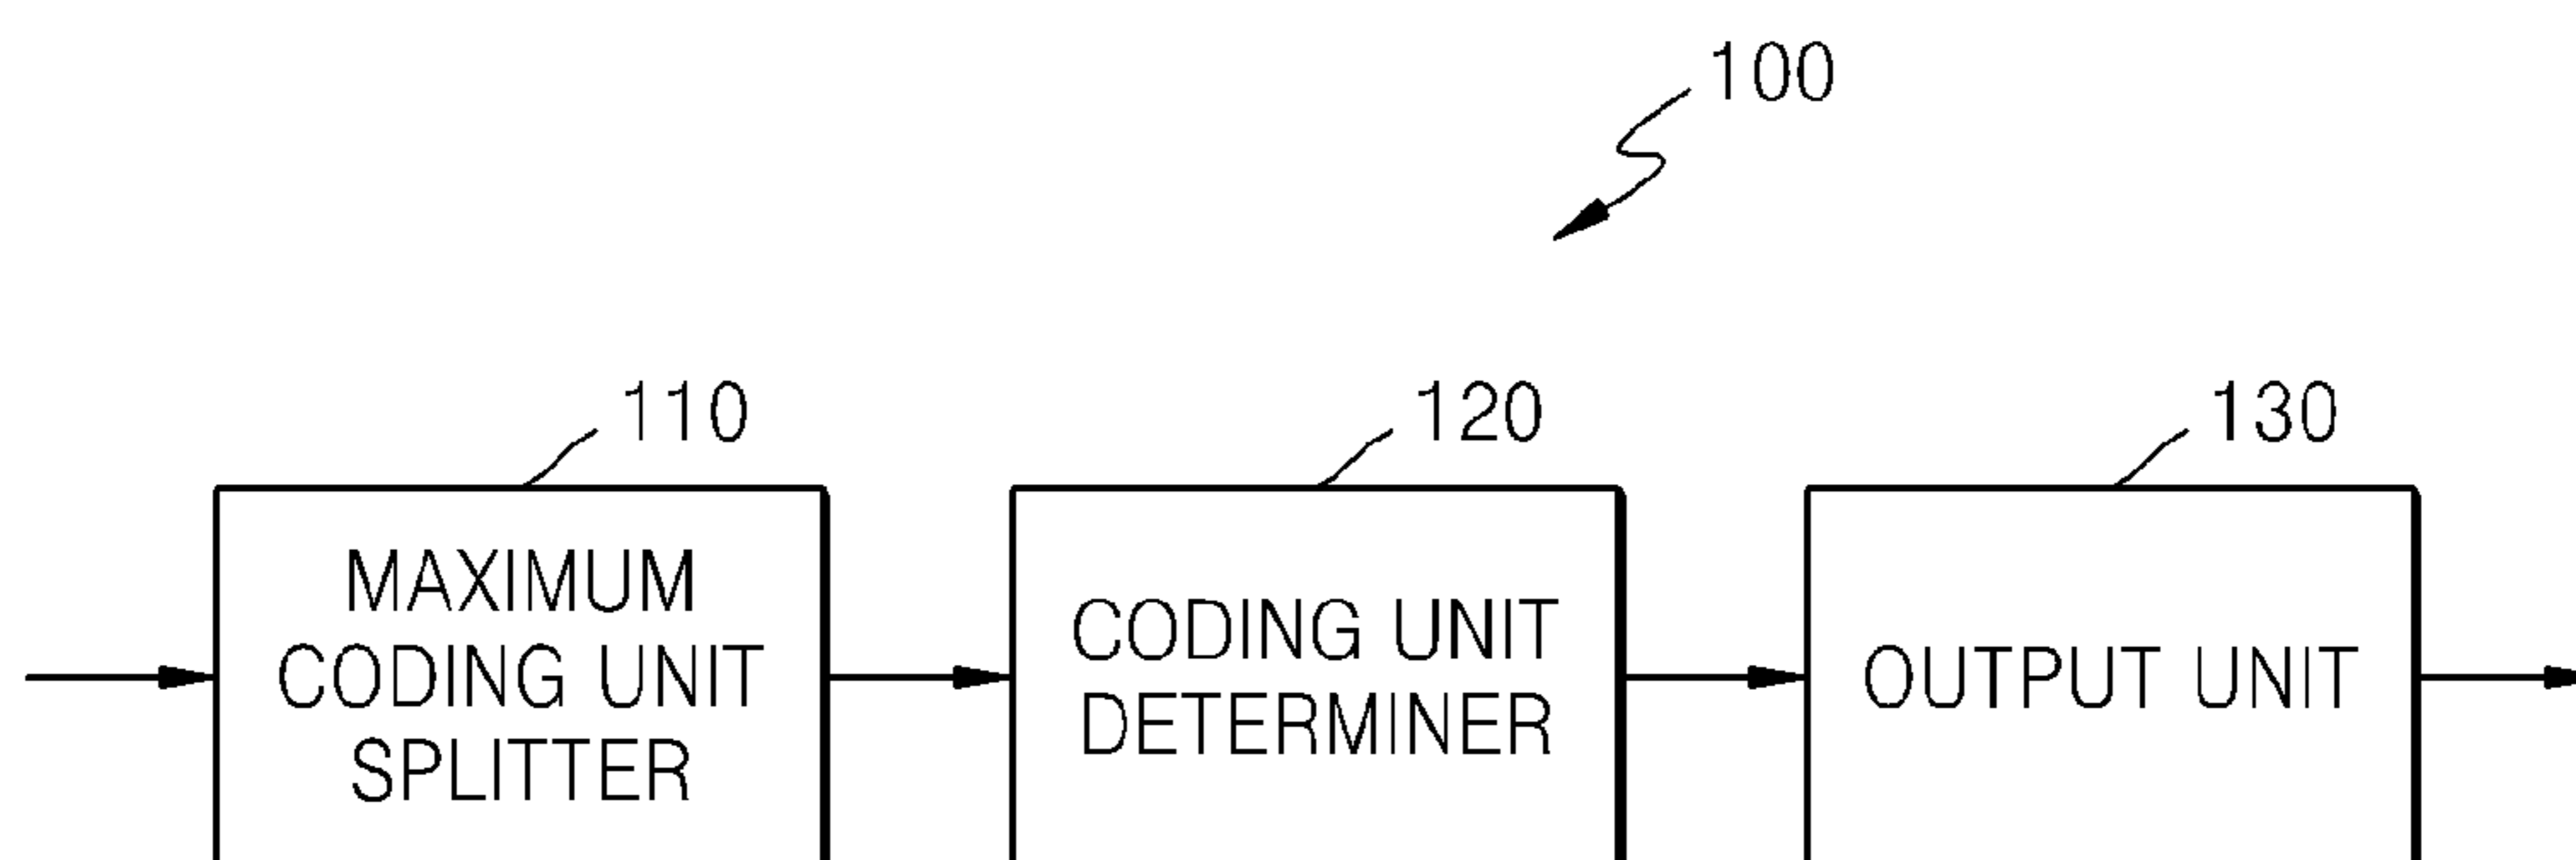 100
110
120
130
MAXIMUM
CODING UNIT
SPLITTER
CODING UNIT
DETERMINER
OUTPUT UNIT